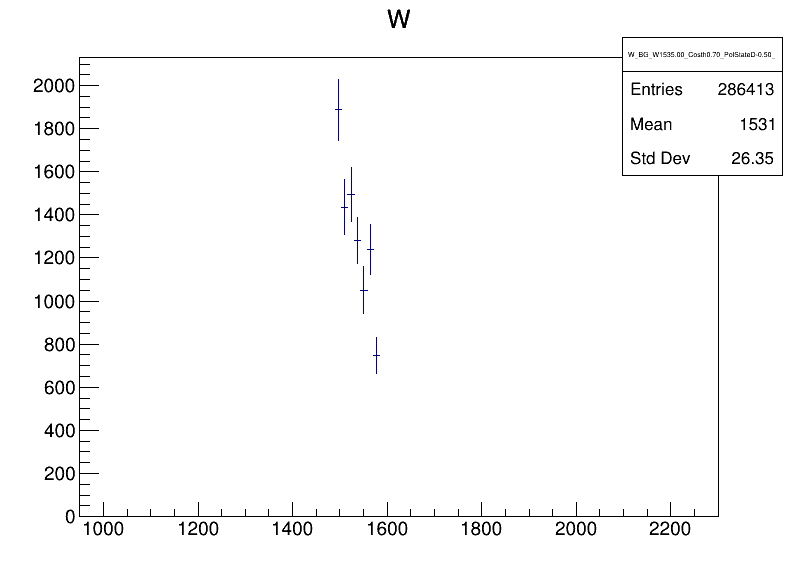 W
W_BG_W1535.00_Costh0.70_PolStateD-0.50_
Entries 286413
Mean 1531
Std Dev 26.35
2000
1800
1600
1400
1200
1000
800
600
400
200
0
1000 1200 1400 1600 1800 2000 2200